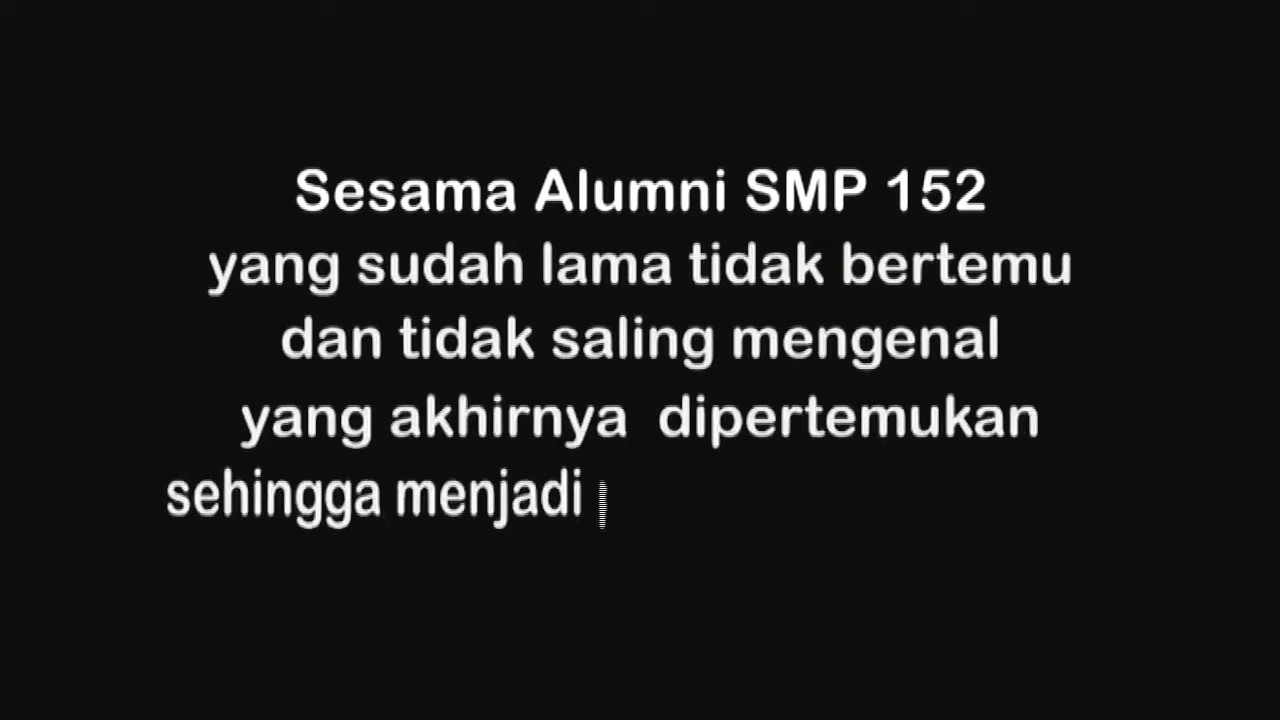 Sesama Alumni SMP 152
yang sudah lama tidak bertemu
dan tidak saling mengenal
yang akhirnya dipertemukan
sehingga menjadi